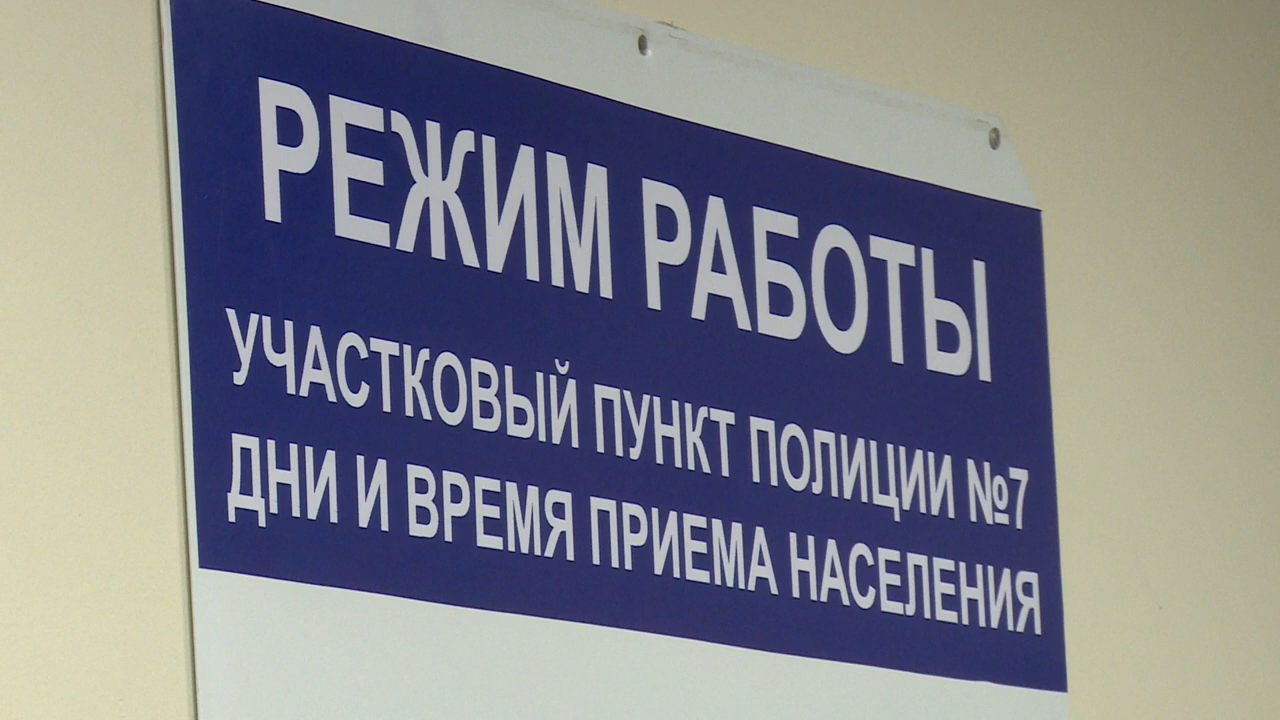 РЕЖИМ РАБОТЫ
УЧАСТКОВЫЙ ПУНКТ ПОЛИЦИИ №7
ДНИ И ВРЕМЯ ПРИЕМА НАСЕЛЕНИЯ